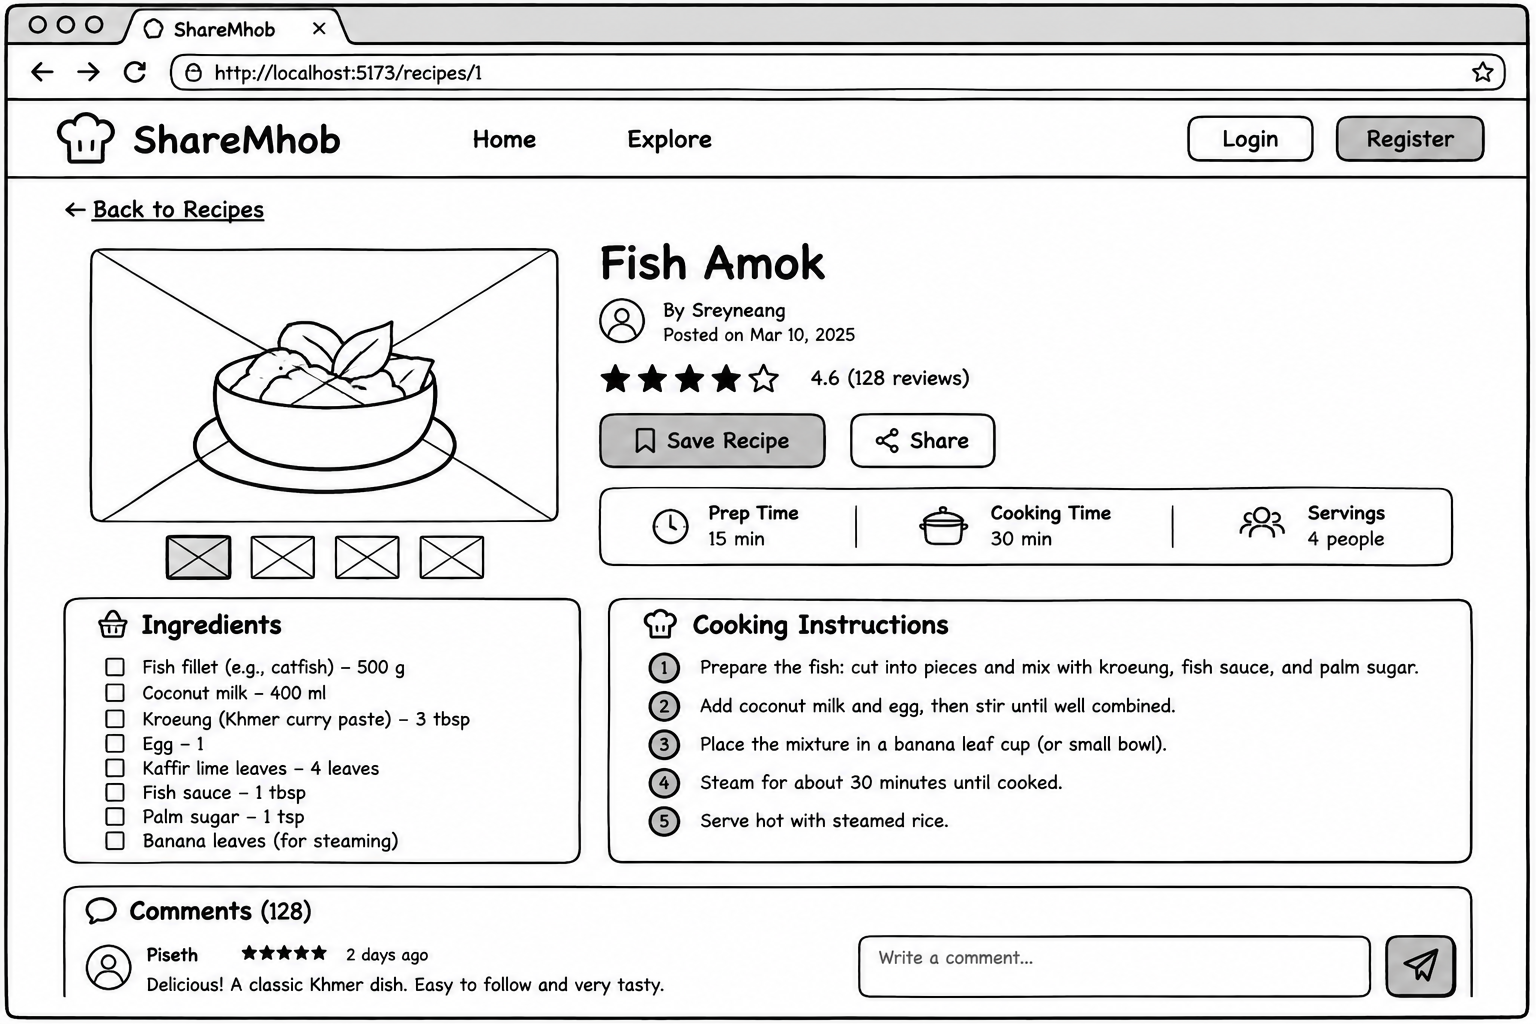 ShareMhob
http://localhost:5173/recipes/1
ShareMhob
Home
Explore
Login
Register
← Back to Recipes
Fish Amok
By Sreyneang
Posted on Mar 10, 2025
4.6 (128 reviews)
Save Recipe
Share
Prep Time
15 min
Cooking Time
30 min
Servings
4 people
Ingredients
Fish fillet (e.g., catfish) – 500 g
Coconut milk – 400 ml
Kroeung (Khmer curry paste) – 3 tbsp
Egg – 1
Kaffir lime leaves – 4 leaves
Fish sauce – 1 tbsp
Palm sugar – 1 tsp
Banana leaves (for steaming)
Cooking Instructions
1 Prepare the fish: cut into pieces and mix with kroeung, fish sauce, and palm sugar.
2 Add coconut milk and egg, then stir until well combined.
3 Place the mixture in a banana leaf cup (or small bowl).
4 Steam for about 30 minutes until cooked.
5 Serve hot with steamed rice.
Comments (128)
Piseth ★★★★★ 2 days ago
Delicious! A classic Khmer dish. Easy to follow and very tasty.
Write a comment...